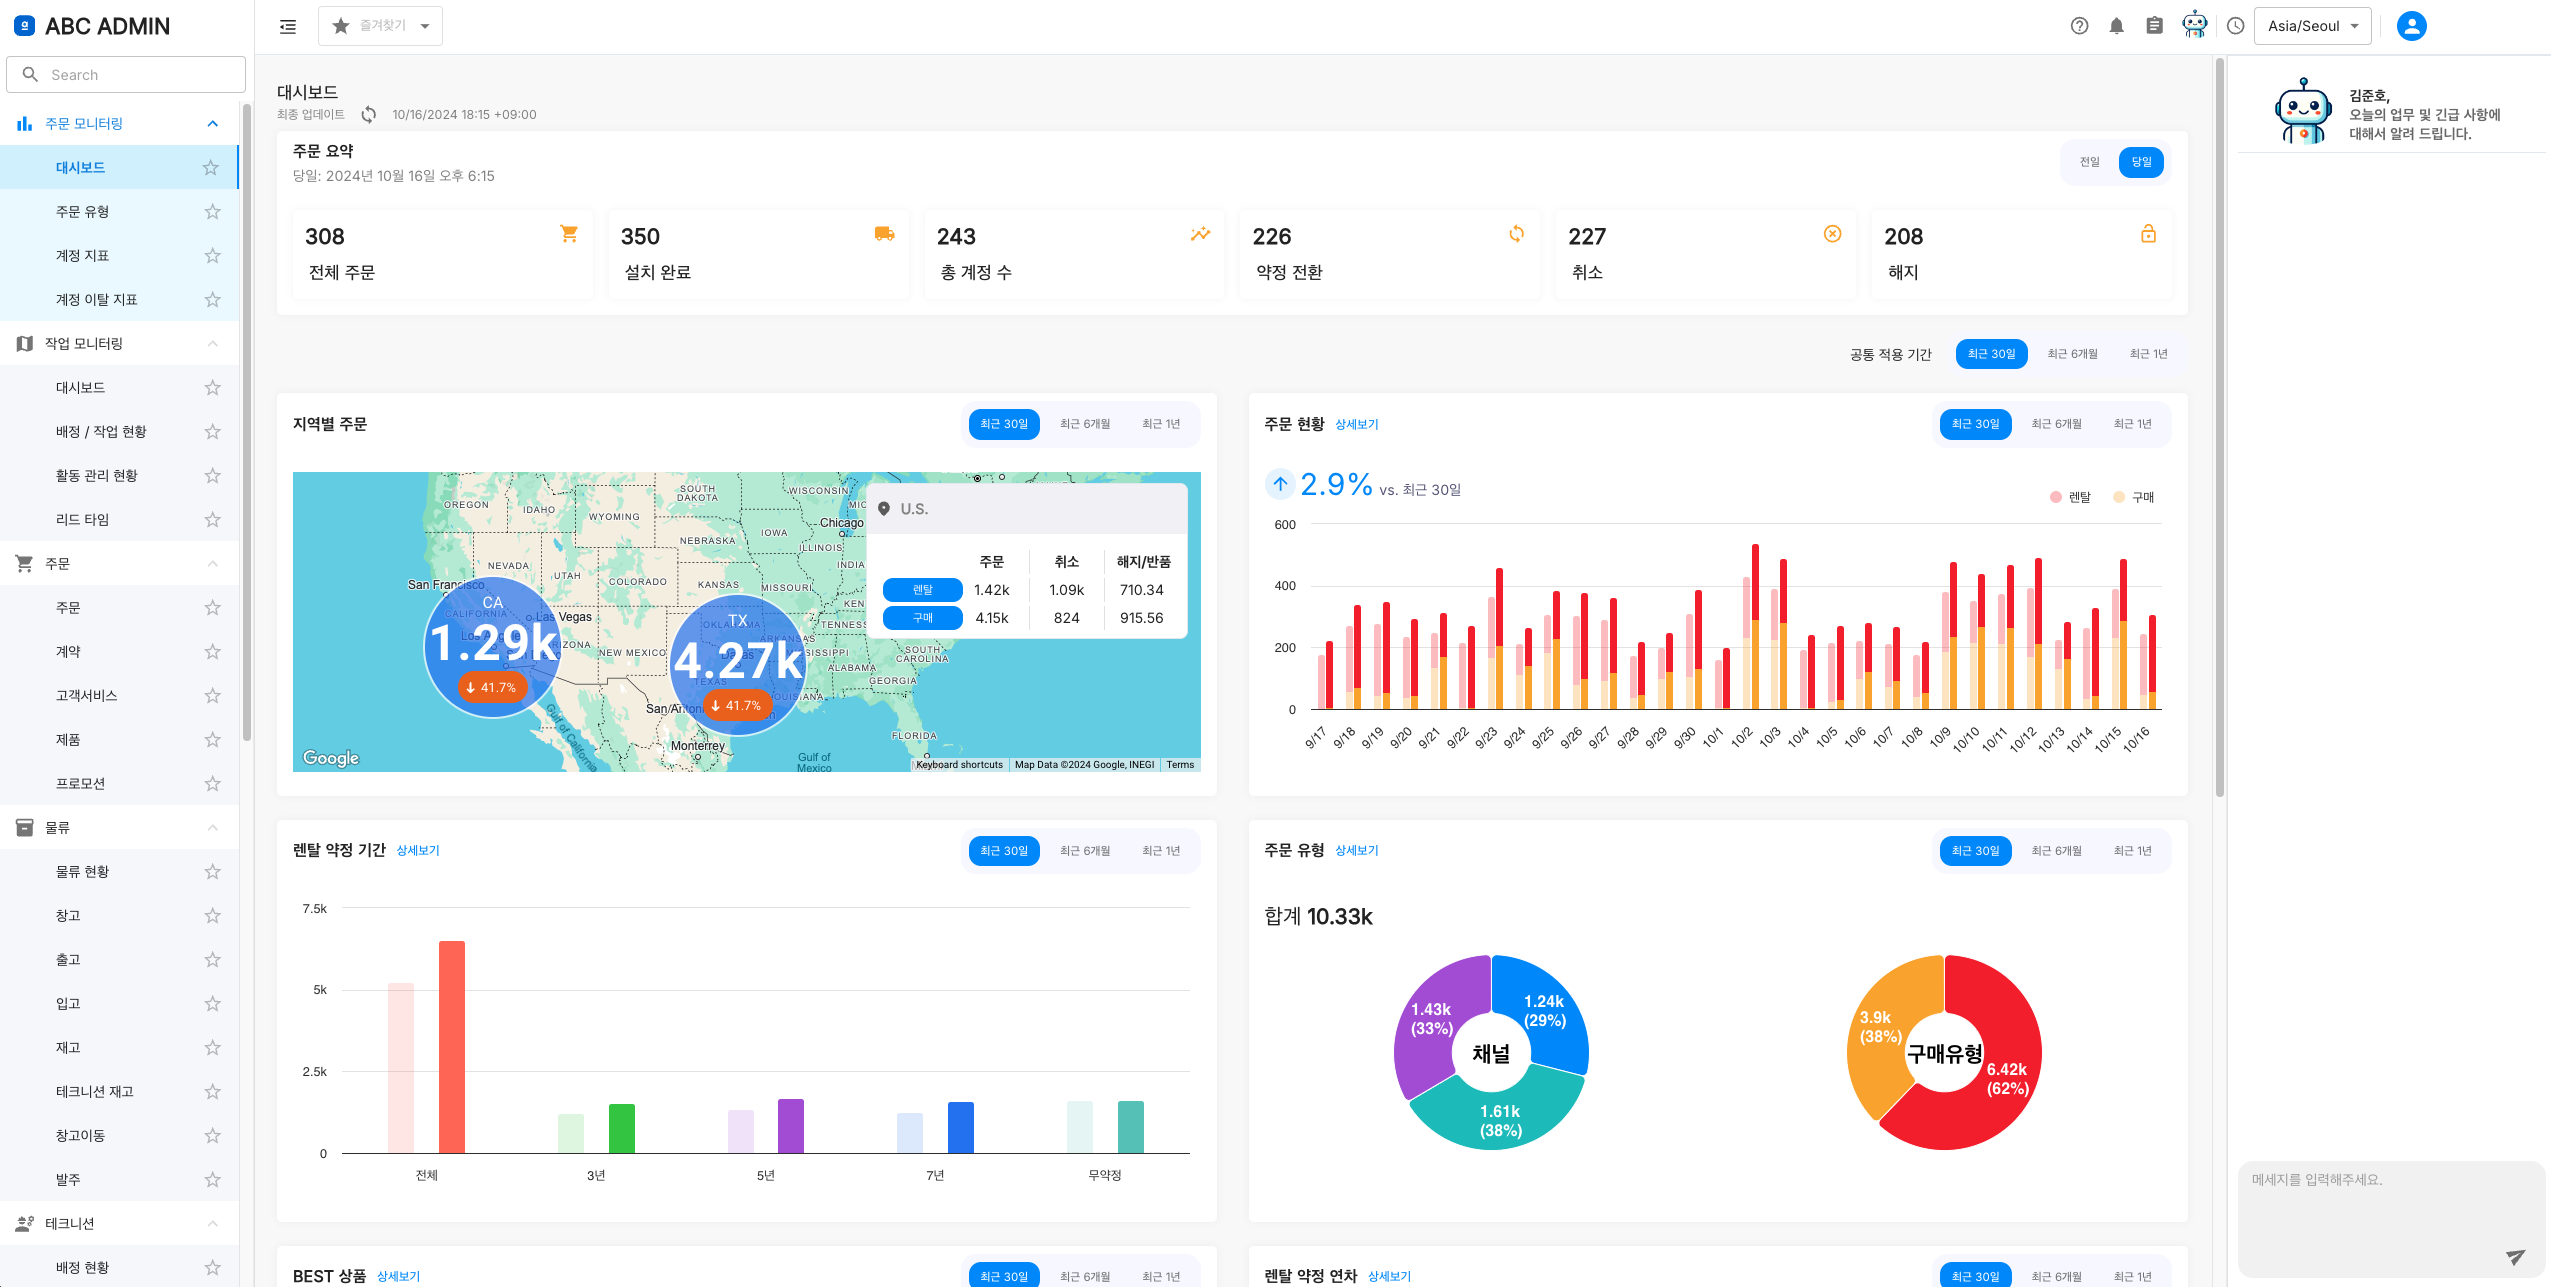 ABC ADMIN
즐겨찾기
Asia/Seoul
Search
주문 모니터링
대시보드
주문 유형
계정 지표
계정 이탈 지표
작업 모니터링
대시보드
배정 / 작업 현황
활동 관리 현황
리드 타임
주문
주문
계약
고객서비스
제품
프로모션
물류
물류 현황
창고
출고
입고
재고
테크니션 재고
창고이동
발주
테크니션
배정 현황
대시보드
최종 업데이트 10/16/2024 18:15 +09:00
주문 요약
당일: 2024년 10월 16일 오후 6:15
전일 당일
308
전체 주문
350
설치 완료
243
총 계정 수
226
약정 전환
227
취소
208
해지
공통 적용 기간 최근 30일 최근 6개월 최근 1년
지역별 주문
최근 30일 최근 6개월 최근 1년
OREGON
IDAHO
WYOMING
SOUTH
DAKOTA
WISCONSIN
Chicago
IOWA
NEBRASKA
ILLINOIS
NEVADA
UTAH
COLORADO
KANSAS
MISSOURI
San Francisco
CALIFORNIA
Las Vegas
NEW MEXICO
ALABAMA
SOUTH
CAROLINA
GEORGIA
TEXAS
Dallas
Monterrey
Gulf of California
Gulf of
Mexico
FLORIDA
CA
1.29k
41.7%
TX
4.27k
41.7%
U.S.
주문 취소 해지/반품
렌탈 1.42k 1.09k 710.34
구매 4.15k 824 915.56
Google
Keyboard shortcuts Map Data ©2024 Google, INEGI Terms
주문 현황 상세보기
최근 30일 최근 6개월 최근 1년
2.9% vs. 최근 30일
렌탈 구매
600
400
200
0
9/17 9/18 9/19 9/20 9/21 9/22 9/23 9/24 9/25 9/26 9/27 9/28 9/29 9/30 10/1 10/2 10/3 10/4 10/5 10/6 10/7 10/8 10/9 10/10 10/11 10/12 10/13 10/14 10/15 10/16
렌탈 약정 기간 상세보기
최근 30일 최근 6개월 최근 1년
7.5k
5k
2.5k
0
전체 3년 5년 7년 무약정
주문 유형 상세보기
최근 30일 최근 6개월 최근 1년
합계 10.33k
채널
1.24k
(29%)
1.61k
(38%)
1.43k
(33%)
구매유형
6.42k
(62%)
3.9k
(38%)
BEST 상품 상세보기
최근 30일 최근 6개월 최근 1년
렌탈 약정 연차 상세보기
최근 30일 최근 6개월 최근 1년
김준호,
오늘의 업무 및 긴급 사항에
대해서 알려 드립니다.
메세지를 입력해주세요.